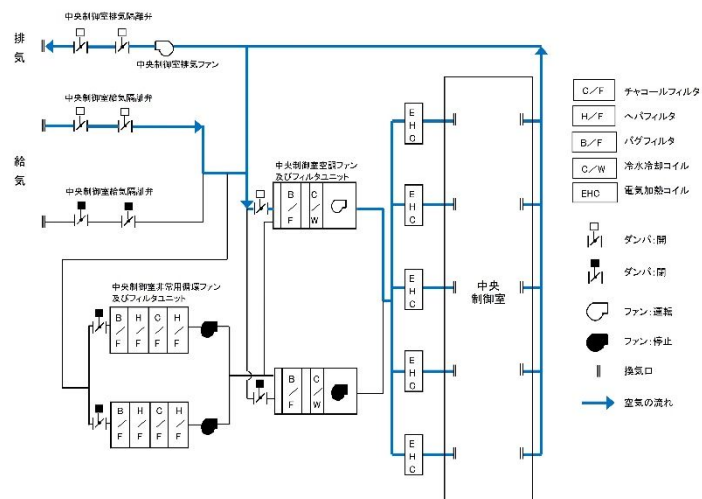 中央制御室排気隔離弁
排気
中央制御室排気ファン
中央制御室給気隔離弁
給気
中央制御室給気隔離弁
中央制御室空調ファン
及びフィルタユニット
B/F
C/W
中央制御室非常用循環ファン
及びフィルタユニット
B/F
H/F
C/F
H/F
B/F
H/F
C/F
H/F
B/F
C/W
EHC
EHC
EHC
EHC
EHC
中央
制御室
C/F チャコールフィルタ
H/F ヘパフィルタ
B/F バグフィルタ
C/W 冷水冷却コイル
EHC 電気加熱コイル
ダンパ:開
ダンパ:閉
ファン:運転
ファン:停止
換気口
空気の流れ